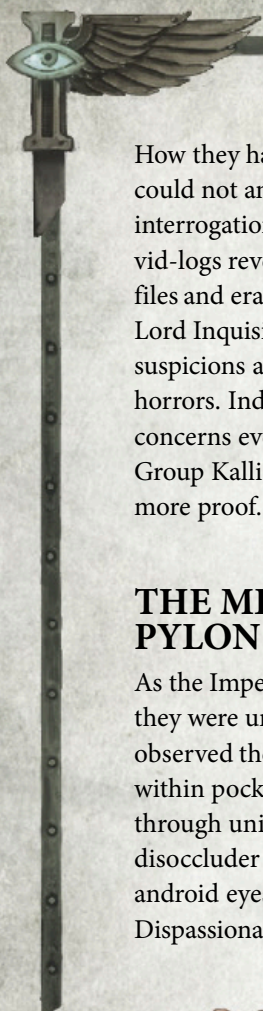 How they ha
could not an
interrogation
vid-logs reve
files and era
Lord Inquisi
suspicions a
horrors. Ind
concerns eve
Group Kalli
more proof.
THE M
PYLON
As the Impe
they were un
observed the
within pock
through uni
disoccluder
android eye
Dispassiona